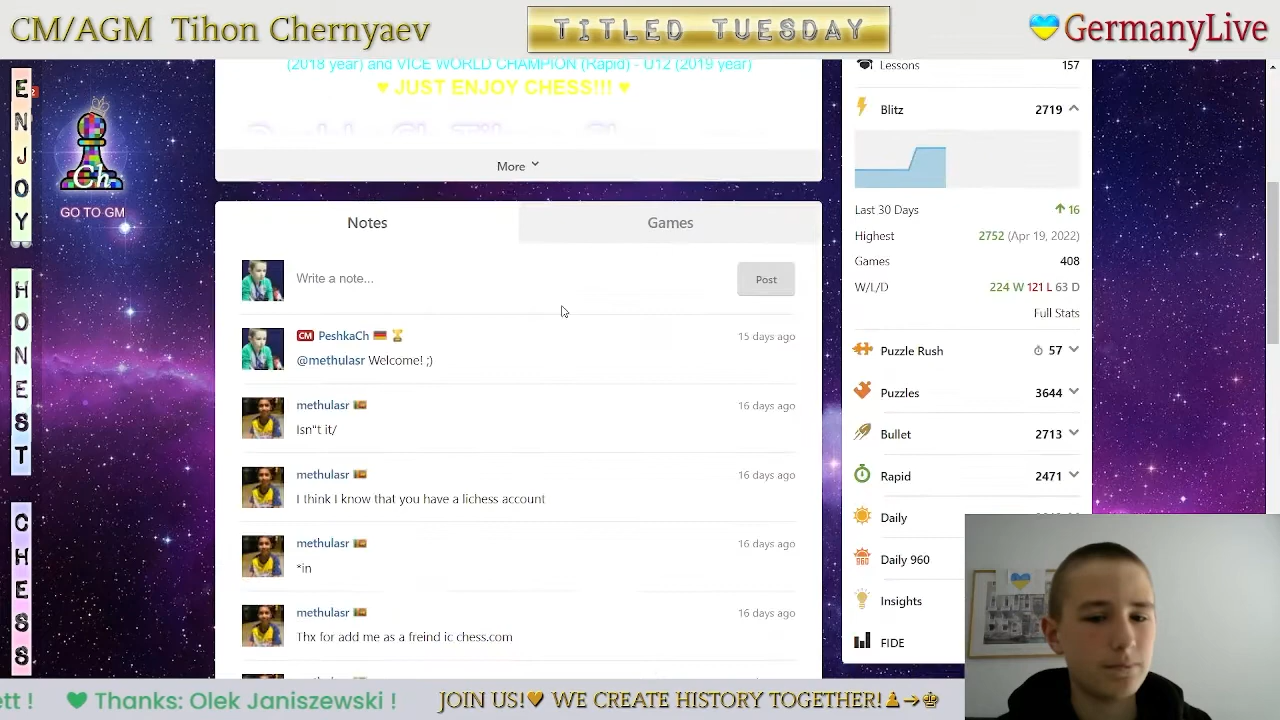 CM/AGM Tihon Chernyaev
TITLED TUESDAY
GermanyLive
ENJOY
HONEST
CHESS
Ch
GO TO GM
(2018 year) and VICE WORLD CHAMPION (Rapid) - U12 (2019 year)
♥ JUST ENJOY CHESS!!! ♥
More
Notes
Games
Write a note...
Post
CM PeshkaCh
15 days ago
@methulasr Welcome! ;)
methulasr
16 days ago
Isn"t it/
methulasr
16 days ago
I think I know that you have a lichess account
methulasr
16 days ago
*in
methulasr
16 days ago
Thx for add me as a freind ic chess.com
Lessons 157
Blitz 2719
Last 30 Days 16
Highest 2752 (Apr 19, 2022)
Games 408
W/L/D 224 W 121 L 63 D
Full Stats
Puzzle Rush 57
Puzzles 3644
Bullet 2713
Rapid 2471
Daily
960 Daily 960
Insights
FIDE
ett ! Thanks: Olek Janiszewski !
JOIN US! WE CREATE HISTORY TOGETHER!